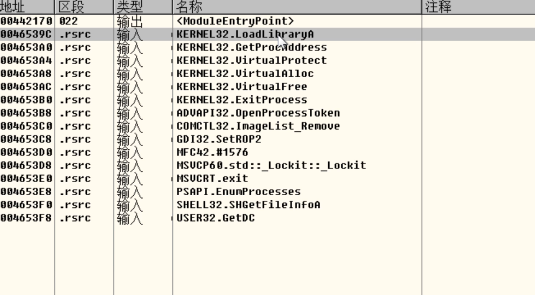 地址 区段 类型 名称 注释
00442170 022 输出 <ModuleEntryPoint>
0046539C .rsrc 输入 KERNEL32.LoadLibraryA
004653A0 .rsrc 输入 KERNEL32.GetProcAddress
004653A4 .rsrc 输入 KERNEL32.VirtualProtect
004653A8 .rsrc 输入 KERNEL32.VirtualAlloc
004653AC .rsrc 输入 KERNEL32.VirtualFree
004653B0 .rsrc 输入 KERNEL32.ExitProcess
004653B8 .rsrc 输入 ADVAPI32.OpenProcessToken
004653C0 .rsrc 输入 COMCTL32.ImageList_Remove
004653C8 .rsrc 输入 GDI32.SetROP2
004653D0 .rsrc 输入 MFC42.#1576
004653D8 .rsrc 输入 MSVCP60.std::_Lockit::_Lockit
004653E0 .rsrc 输入 MSVCRT.exit
004653E8 .rsrc 输入 PSAPI.EnumProcesses
004653F0 .rsrc 输入 SHELL32.SHGetFileInfoA
004653F8 .rsrc 输入 USER32.GetDC